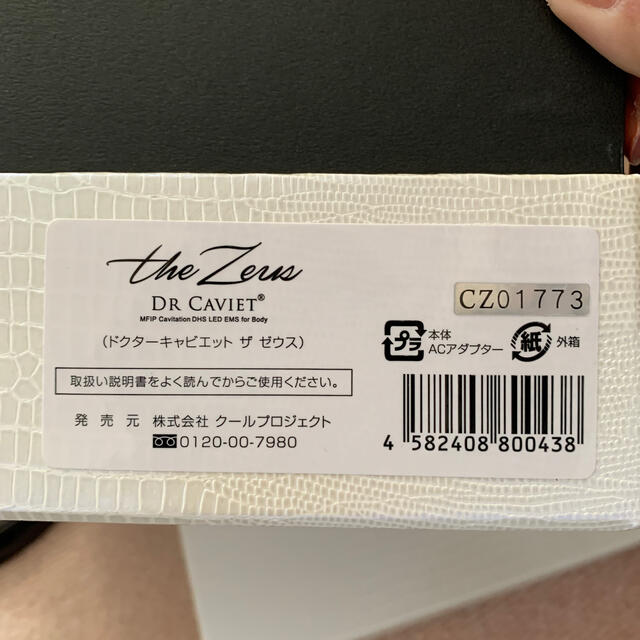 the Zeus
DR CAVIET®
MFIP Cavitation DHS LED EMS for Body
(ドクターキャビエット ザ ゼウス)
取扱い説明書をよく読んでからご使用ください。
発 売 元 株式会社 クールプロジェクト
0120-00-7980
CZ01773
プラ 本体
ACアダプター
紙 外箱
4 582408 800438